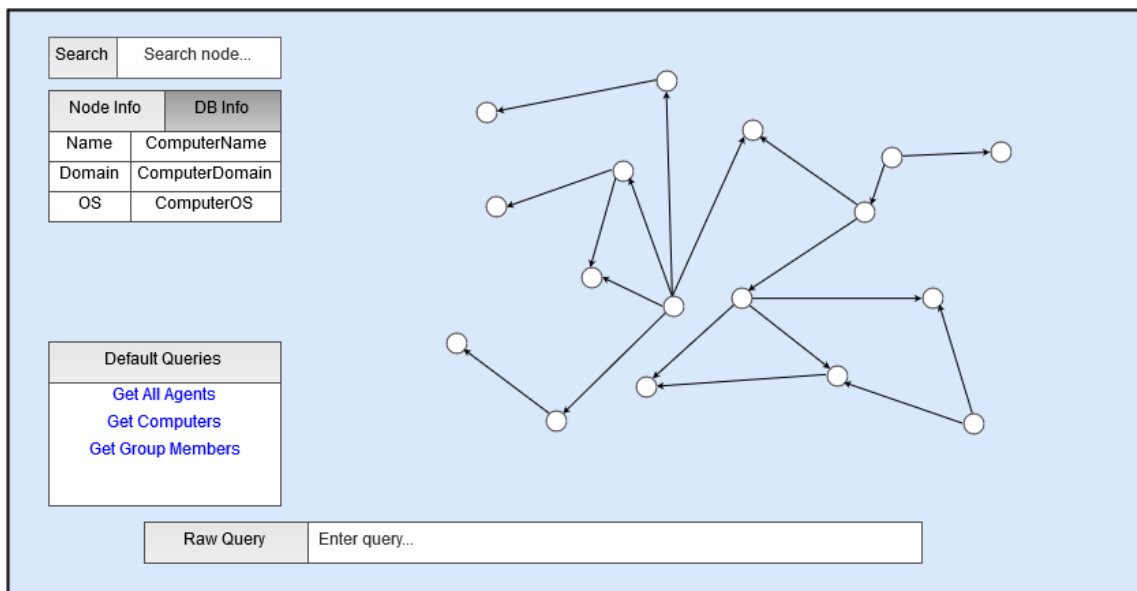 Search Search node...
Node Info DB Info
Name ComputerName
Domain ComputerDomain
OS ComputerOS
Default Queries
Get All Agents
Get Computers
Get Group Members
Raw Query Enter query...